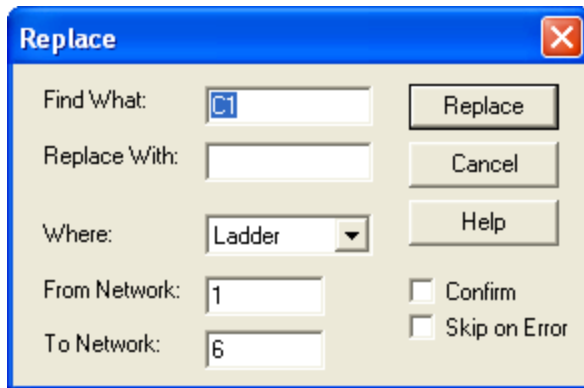 Replace
Find What: C1 Replace
Replace With: Cancel
Where: Ladder Help
From Network: 1 Confirm
To Network: 6 Skip on Error